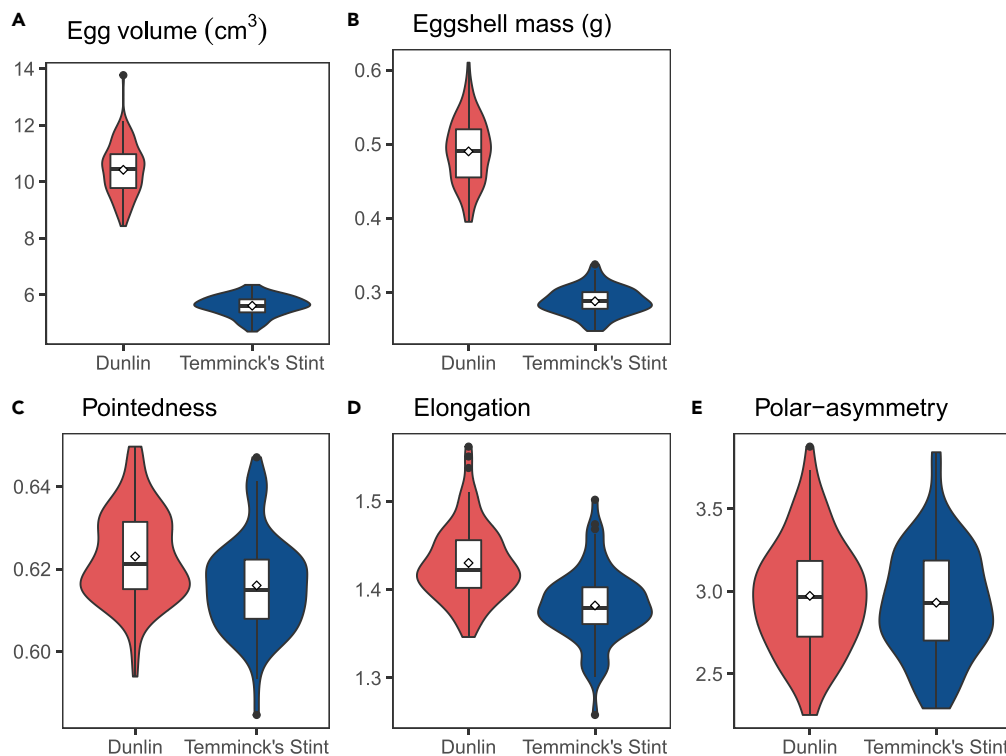 A
Egg volume (cm³)
14
12
10
8
6
Dunlin
Temminck's Stint
B
Eggshell mass (g)
0.6
0.5
0.4
0.3
Dunlin
Temminck's Stint
C
Pointedness
0.64
0.62
0.60
Dunlin
Temminck's Stint
D
Elongation
1.5
1.4
1.3
Dunlin
Temminck's Stint
E
Polar−asymmetry
3.5
3.0
2.5
Dunlin
Temminck's Stint